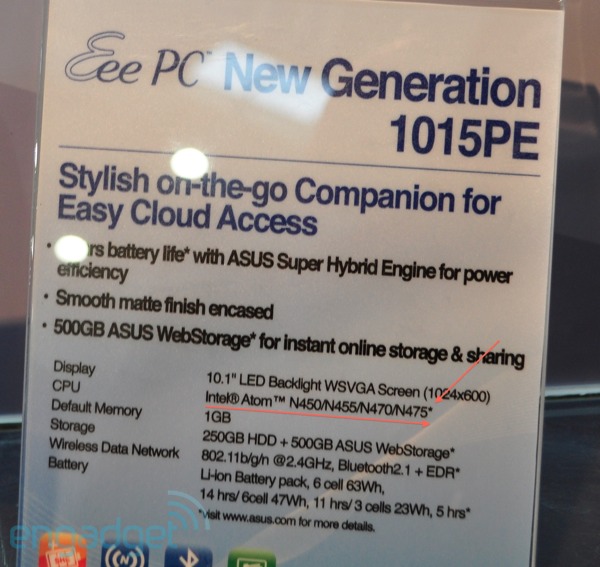 Eee PC™ New Generation
1015PE
Stylish on-the-go Companion for
Easy Cloud Access
• battery life* with ASUS Super Hybrid Engine for power
efficiency
• Smooth matte finish encased
• 500GB ASUS WebStorage* for instant online storage & sharing
Display 10.1" LED Backlight WSVGA Screen (1024x600)
CPU Intel® Atom™ N450/N455/N470/N475*
Default Memory 1GB
Storage 250GB HDD + 500GB ASUS WebStorage*
Wireless Data Network 802.11b/g/n @2.4GHz, Bluetooth2.1 + EDR*
Battery Li-Ion Battery pack, 6 cell 63Wh,
14 hrs/ 6cell 47Wh, 11 hrs/ 3 cells 23Wh, 5 hrs*
*visit www.asus.com for more details.
engadget